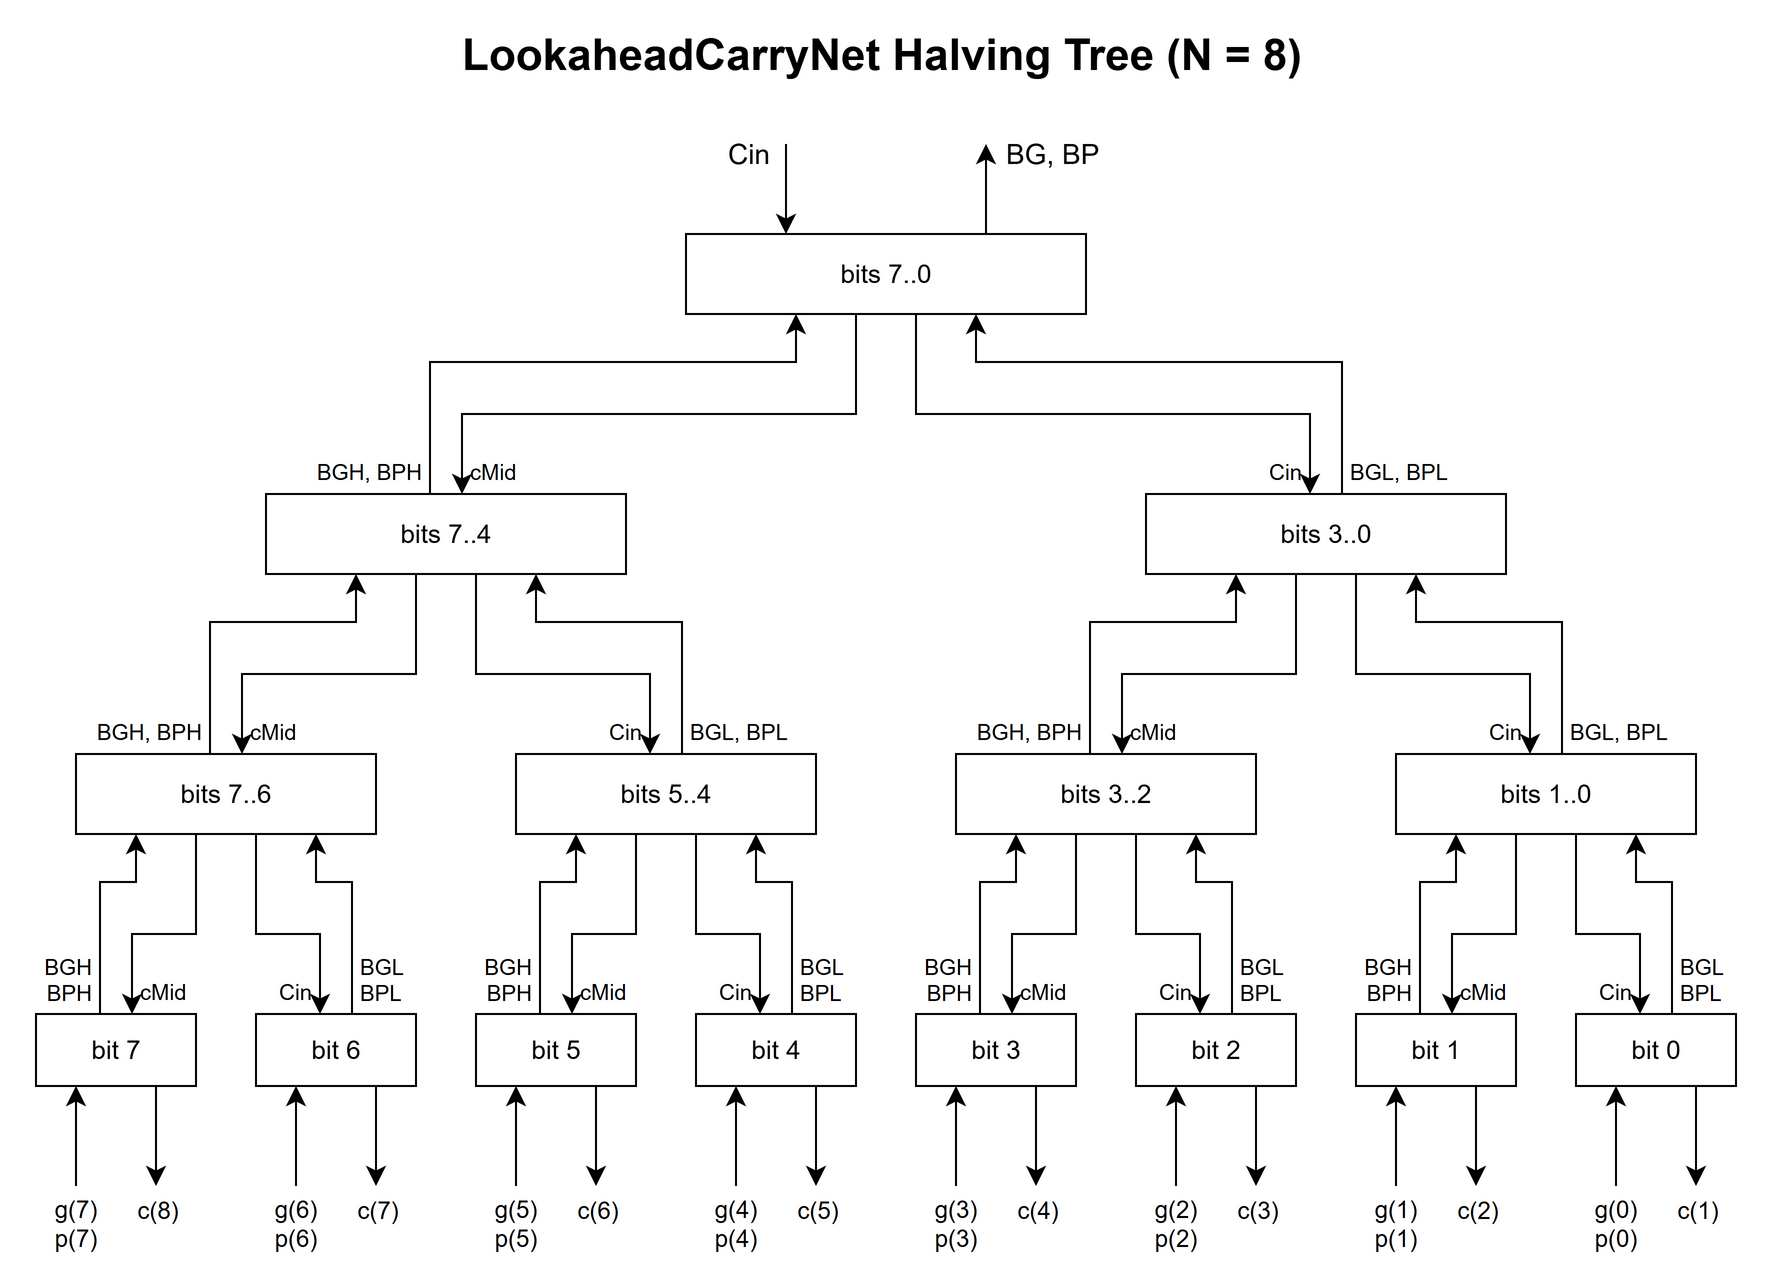 LookaheadCarryNet Halving Tree (N = 8)
Cin
BG, BP
bits 7..0
BGH, BPH
cMid
Cin
BGL, BPL
bits 7..4
bits 3..0
BGH, BPH
cMid
Cin
BGL, BPL
BGH, BPH
cMid
Cin
BGL, BPL
bits 7..6
bits 5..4
bits 3..2
bits 1..0
BGH
BPH
cMid
Cin
BGL
BPL
BGH
BPH
cMid
Cin
BGL
BPL
BGH
BPH
cMid
Cin
BGL
BPL
BGH
BPH
cMid
Cin
BGL
BPL
bit 7
bit 6
bit 5
bit 4
bit 3
bit 2
bit 1
bit 0
g(7)
p(7)
c(8)
g(6)
p(6)
c(7)
g(5)
p(5)
c(6)
g(4)
p(4)
c(5)
g(3)
p(3)
c(4)
g(2)
p(2)
c(3)
g(1)
p(1)
c(2)
g(0)
p(0)
c(1)